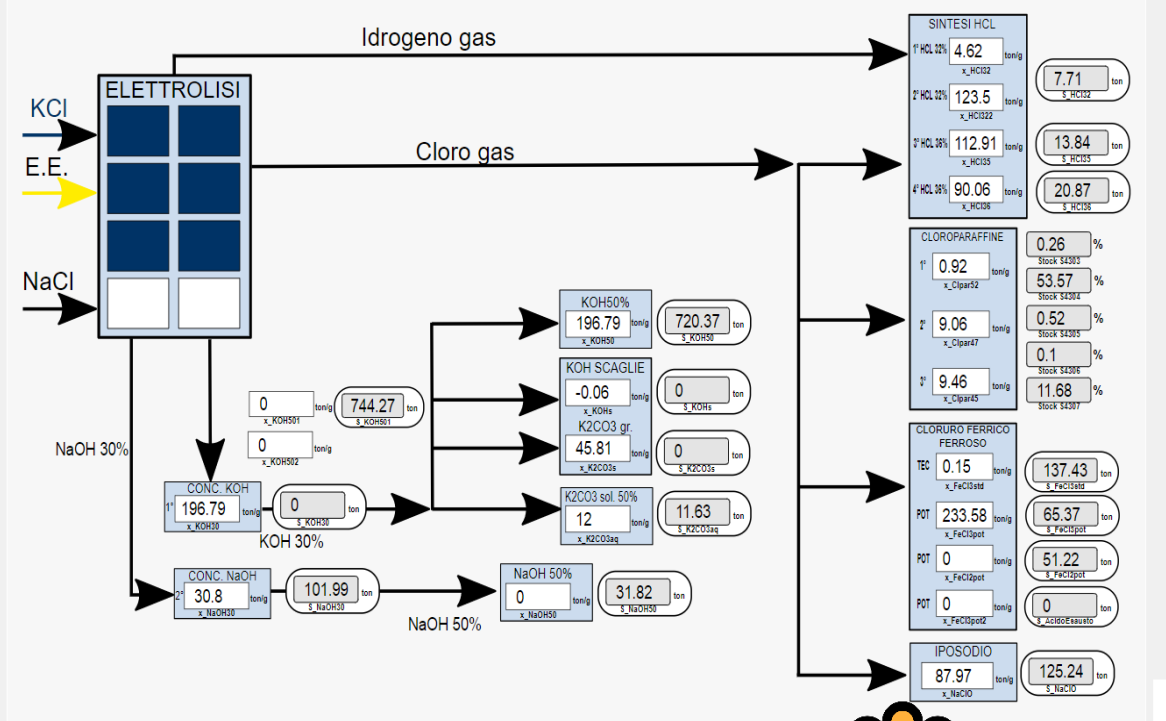 Idrogeno gas
ELETTROLISI
KCl
E.E.
NaCl
Cloro gas
SINTESI HCL
1° HCL 32% 4.62 ton/g
x_HCl32
7.71 ton
S_HCl32
2° HCL 32% 123.5 ton/g
x_HCl322
3° HCL 36% 112.91 ton/g
x_HCl35
13.84 ton
S_HCl35
4° HCL 36% 90.06 ton/g
x_HCl36
20.87 ton
S_HCl36
CLOROPARAFFINE
1° 0.92 ton/g
x_Clpar52
2° 9.06 ton/g
x_Clpar47
3° 9.46 ton/g
x_Clpar45
0.26 %
Stock S4303
53.57 %
Stock S4304
0.52 %
Stock S4305
0.1 %
Stock S4306
11.68 %
Stock S4307
KOH50%
196.79 ton/g
x_KOH50
720.37 ton
S_KOH50
KOH SCAGLIE
-0.06 ton/g
x_KOHs
0 ton
S_KOHs
K2CO3 gr.
45.81 ton/g
x_K2CO3s
0 ton
S_K2CO3s
K2CO3 sol. 50%
12 ton/g
x_K2CO3aq
11.63 ton
S_K2CO3aq
0 ton/g
x_KOH501
744.27 ton
S_KOH501
0 ton/g
x_KOH502
NaOH 30%
CONC. KOH
1° 196.79 ton/g
x_KOH30
0 ton
S_KOH30
KOH 30%
CONC. NaOH
2° 30.8 ton/g
x_NaOH30
101.99 ton
S_NaOH30
NaOH 50%
NaOH 50%
0 ton/g
x_NaOH50
31.82 ton
S_NaOH50
CLORURO FERRICO
FERROSO
TEC 0.15 ton/g
x_FeCl3std
137.43 ton
S_FeCl3std
POT 233.58 ton/g
x_FeCl3pot
65.37 ton
S_FeCl3pot
POT 0 ton/g
x_FeCl2pot
51.22 ton
S_FeCl2pot
POT 0 ton/g
x_FeCl3pot2
0 ton
S_AcidoEsausto
IPOSODIO
87.97 ton/g
x_NaClO
125.24 ton
S_NaClO